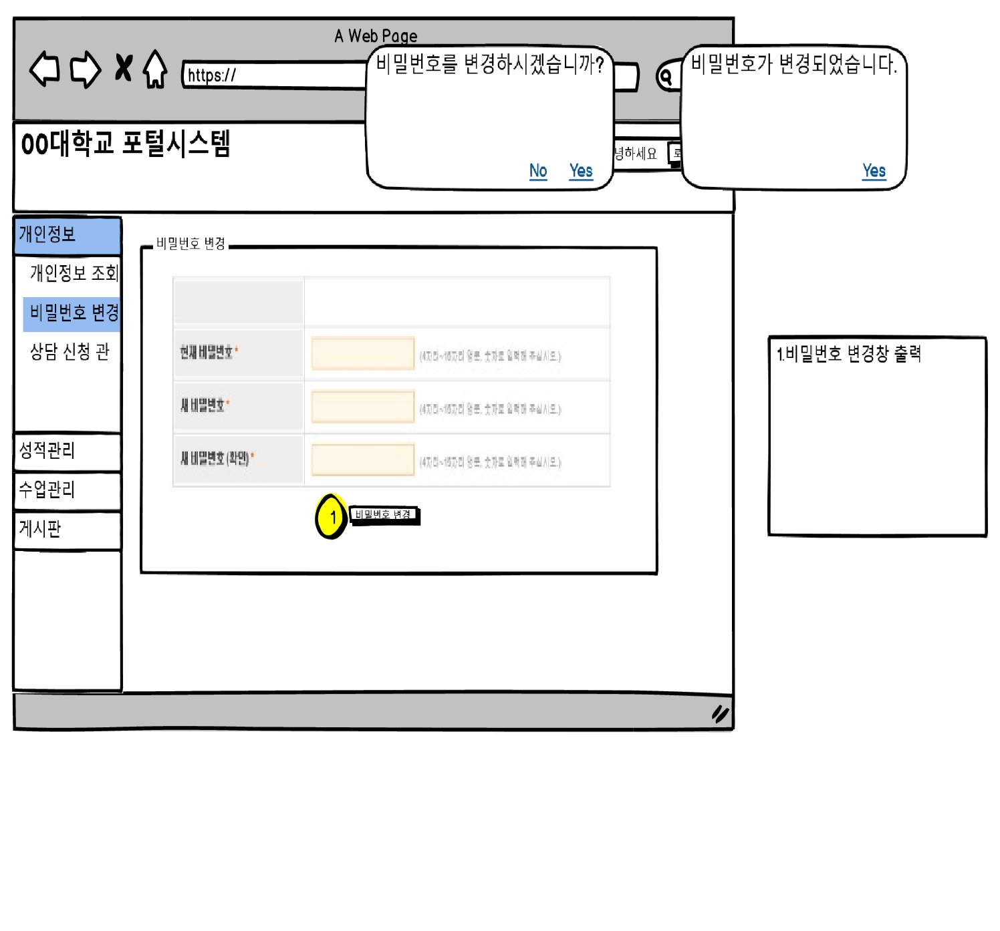 A Web Page
https://
비밀번호를 변경하시겠습니까?
No Yes
비밀번호가 변경되었습니다.
Yes
00대학교 포털시스템
녕하세요
개인정보
개인정보 조회
비밀번호 변경
상담 신청 관
성적관리
수업관리
게시판
비밀번호 변경
현재 비밀번호 *
(4자리~16자리 영문, 숫자로 입력해 주십시오.)
새 비밀번호 *
(4자리~16자리 영문, 숫자로 입력해 주십시오.)
새 비밀번호 (확인) *
(4자리~16자리 영문, 숫자로 입력해 주십시오.)
1 비밀번호 변경
1.비밀번호 변경창 출력